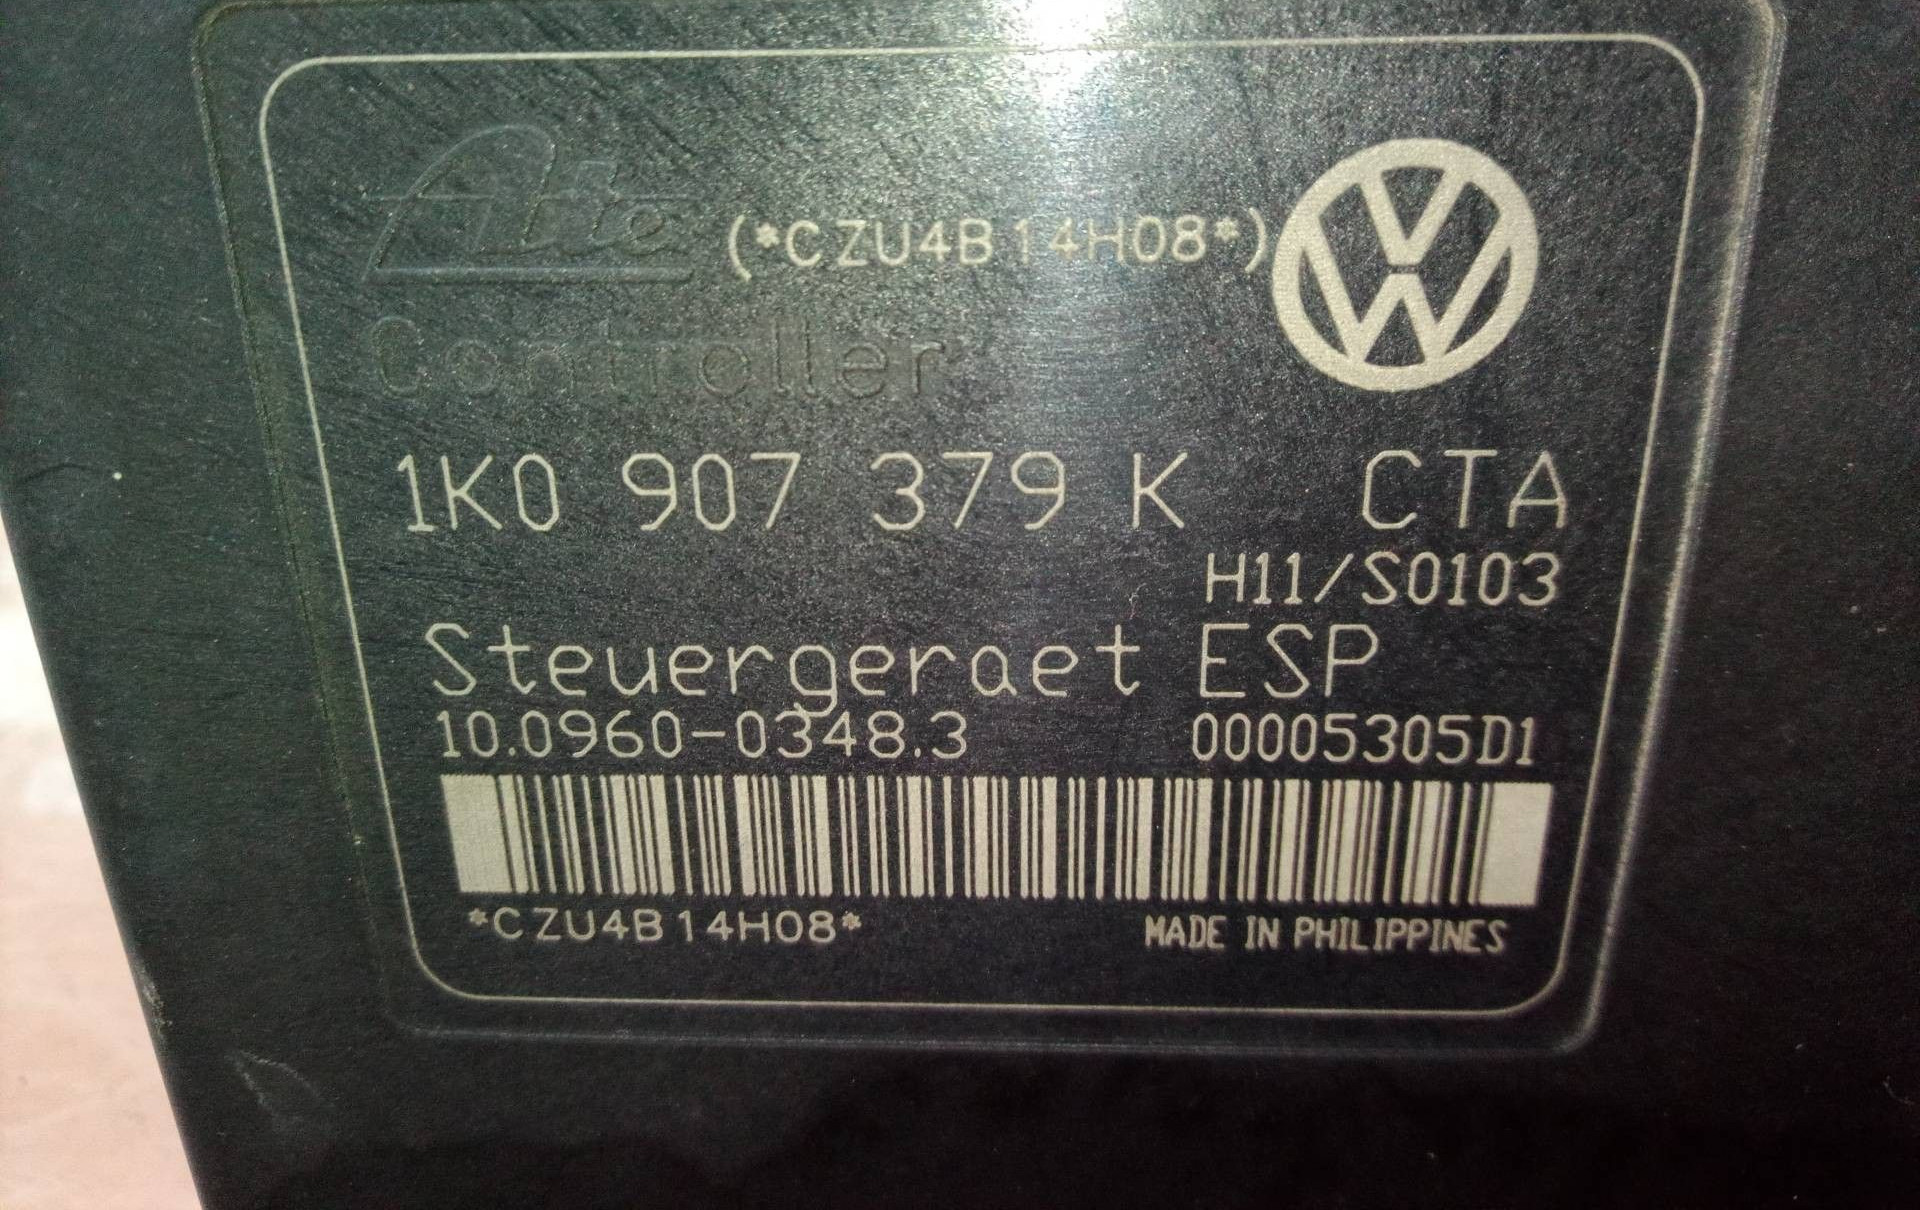 Ate
(*CZU4B14H08*)
Controller
1K0 907 379 K CTA
H11/S0103
Steuergeraet ESP
10.0960-0348.3 00005305D1
*CZU4B14H08* MADE IN PHILIPPINES